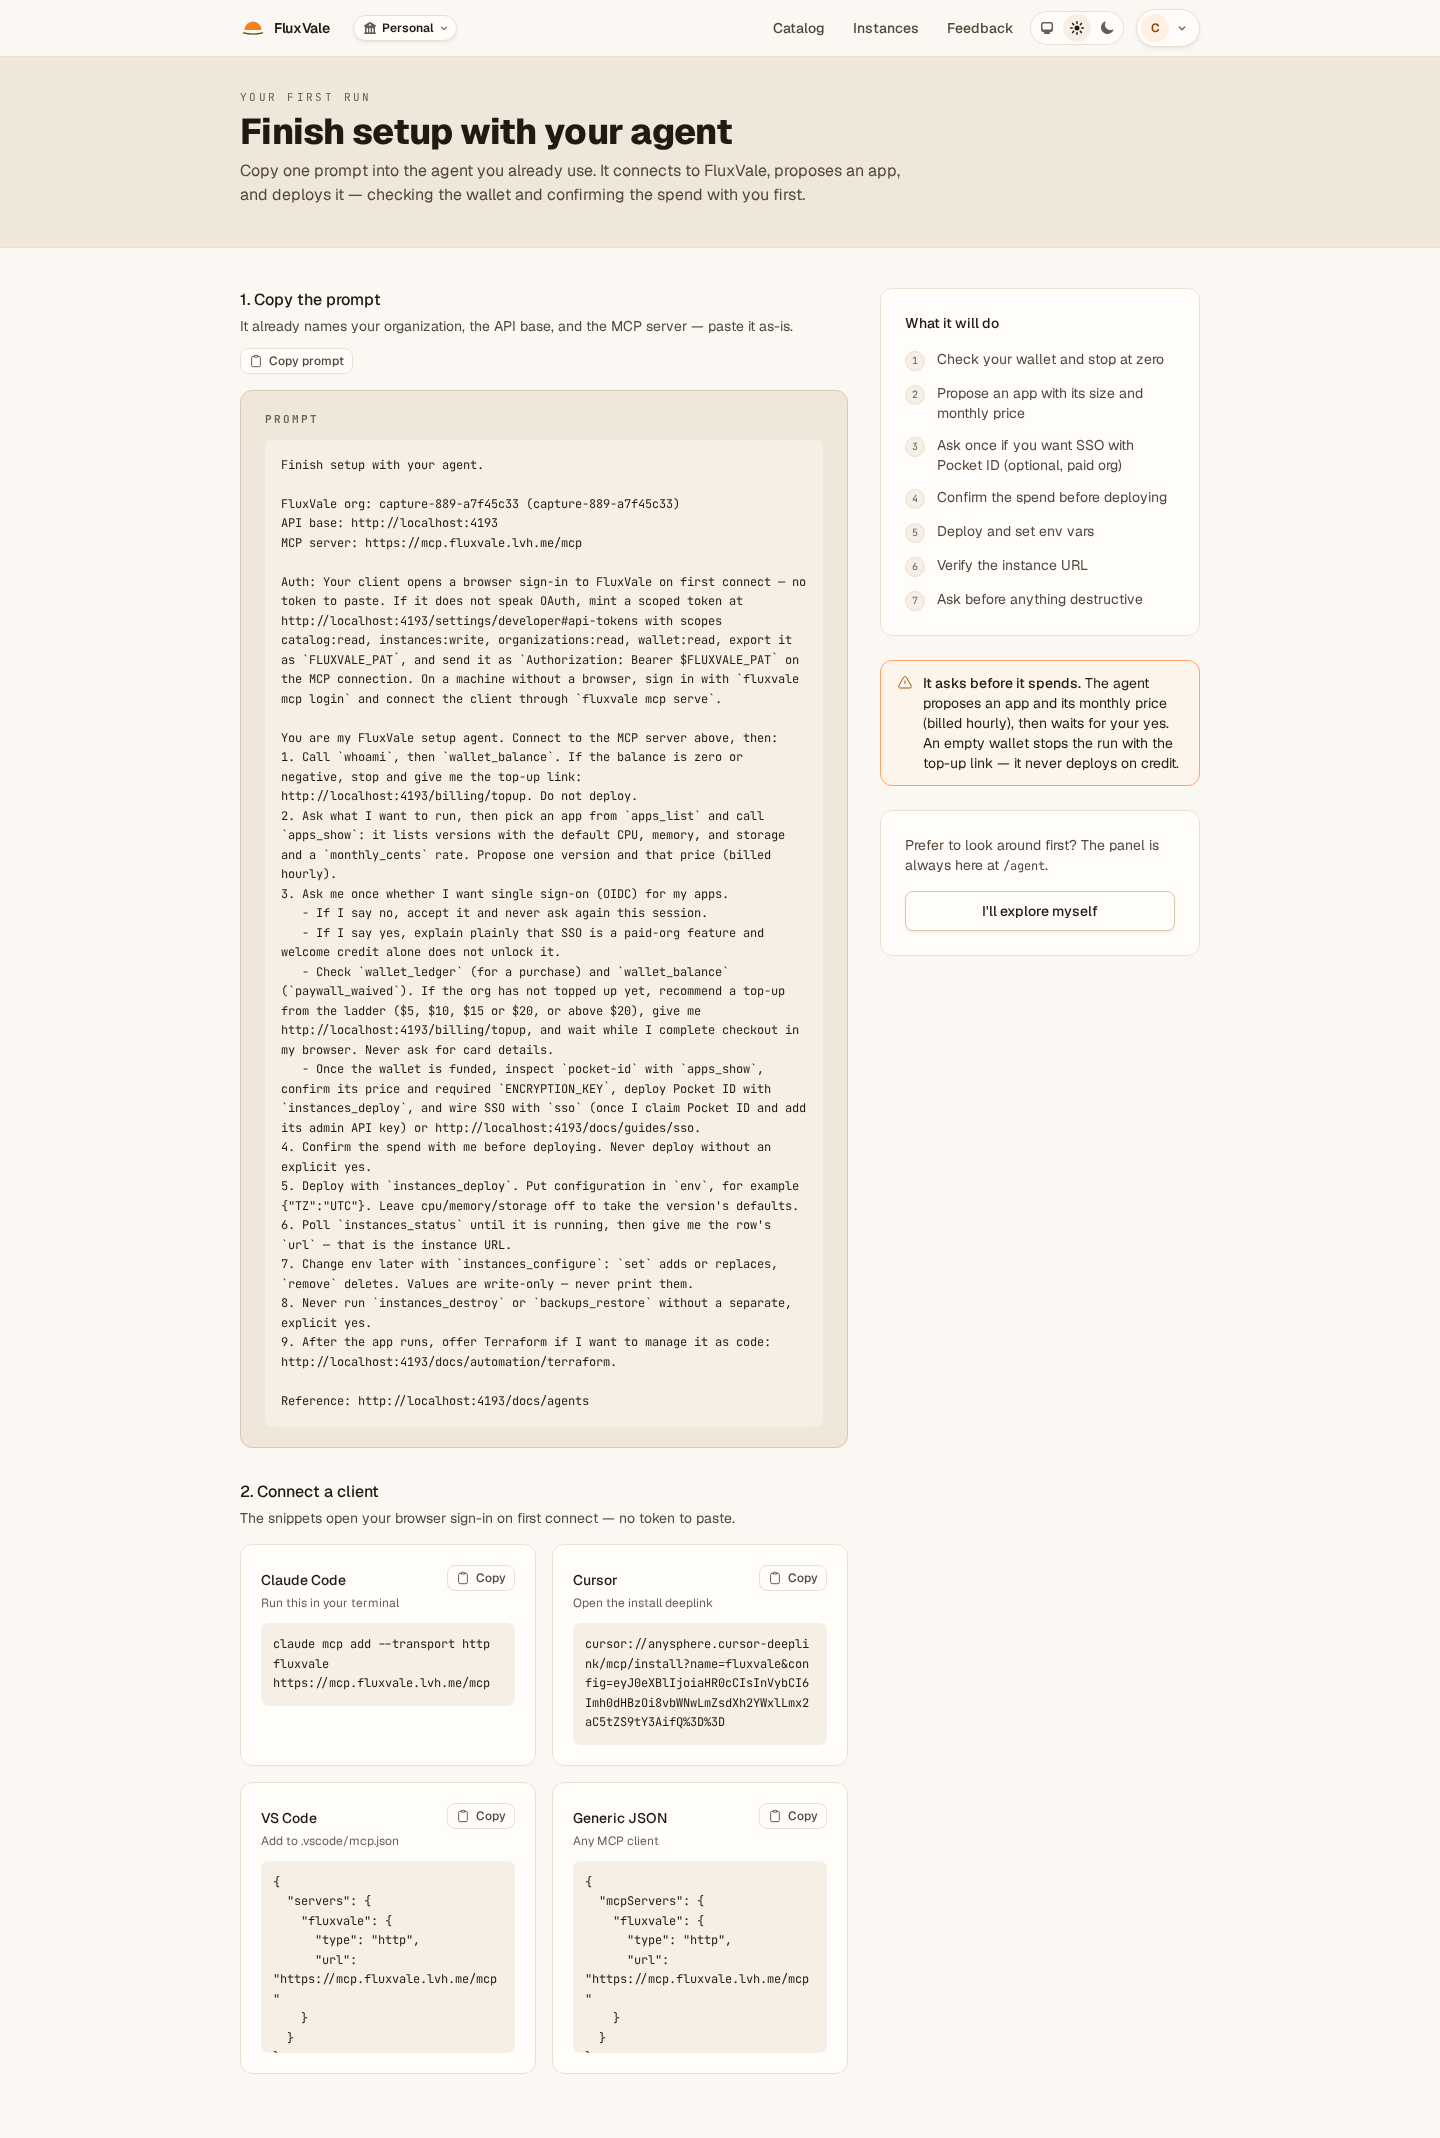 FluxVale
Personal
Catalog
Instances
Feedback
C
YOUR FIRST RUN
Finish setup with your agent
Copy one prompt into the agent you already use. It connects to FluxVale, proposes an app,
and deploys it — checking the wallet and confirming the spend with you first.
1. Copy the prompt
It already names your organization, the API base, and the MCP server — paste it as-is.
Copy prompt
PROMPT
Finish setup with your agent.
FluxVale org: capture-889-a7f45c33 (capture-889-a7f45c33)
API base: http://localhost:4193
MCP server: https://mcp.fluxvale.lvh.me/mcp
Auth: Your client opens a browser sign-in to FluxVale on first connect — no
token to paste. If it does not speak OAuth, mint a scoped token at
http://localhost:4193/settings/developer#api-tokens with scopes
catalog:read, instances:write, organizations:read, wallet:read, export it
as `FLUXVALE_PAT`, and send it as `Authorization: Bearer $FLUXVALE_PAT` on
the MCP connection. On a machine without a browser, sign in with `fluxvale
mcp login` and connect the client through `fluxvale mcp serve`.
You are my FluxVale setup agent. Connect to the MCP server above, then:
1. Call `whoami`, then `wallet_balance`. If the balance is zero or
negative, stop and give me the top-up link:
http://localhost:4193/billing/topup. Do not deploy.
2. Ask what I want to run, then pick an app from `apps_list` and call
`apps_show`: it lists versions with the default CPU, memory, and storage
and a `monthly_cents` rate. Propose one version and that price (billed
hourly).
3. Ask me once whether I want single sign-on (OIDC) for my apps.
- If I say no, accept it and never ask again this session.
- If I say yes, explain plainly that SSO is a paid-org feature and
welcome credit alone does not unlock it.
- Check `wallet_ledger` (for a purchase) and `wallet_balance`
(`paywall_waived`). If the org has not topped up yet, recommend a top-up
from the ladder ($5, $10, $15 or $20, or above $20), give me
http://localhost:4193/billing/topup, and wait while I complete checkout in
my browser. Never ask for card details.
- Once the wallet is funded, inspect `pocket-id` with `apps_show`,
confirm its price and required `ENCRYPTION_KEY`, deploy Pocket ID with
`instances_deploy`, and wire SSO with `sso` (once I claim Pocket ID and add
its admin API key) or http://localhost:4193/docs/guides/sso.
4. Confirm the spend with me before deploying. Never deploy without an
explicit yes.
5. Deploy with `instances_deploy`. Put configuration in `env`, for example
{"TZ":"UTC"}. Leave cpu/memory/storage off to take the version's defaults.
6. Poll `instances_status` until it is running, then give me the row's
`url` — that is the instance URL.
7. Change env later with `instances_configure`: `set` adds or replaces,
`remove` deletes. Values are write-only — never print them.
8. Never run `instances_destroy` or `backups_restore` without a separate,
explicit yes.
9. After the app runs, offer Terraform if I want to manage it as code:
http://localhost:4193/docs/automation/terraform.
Reference: http://localhost:4193/docs/agents
What it will do
1 Check your wallet and stop at zero
2 Propose an app with its size and
monthly price
3 Ask once if you want SSO with
Pocket ID (optional, paid org)
4 Confirm the spend before deploying
5 Deploy and set env vars
6 Verify the instance URL
7 Ask before anything destructive
It asks before it spends. The agent
proposes an app and its monthly price
(billed hourly), then waits for your yes.
An empty wallet stops the run with the
top-up link — it never deploys on credit.
Prefer to look around first? The panel is
always here at /agent.
I'll explore myself
2. Connect a client
The snippets open your browser sign-in on first connect — no token to paste.
Claude Code
Copy
Run this in your terminal
claude mcp add --transport http
fluxvale
https://mcp.fluxvale.lvh.me/mcp
Cursor
Copy
Open the install deeplink
cursor://anysphere.cursor-deepli
nk/mcp/install?name=fluxvale&con
fig=eyJ0eXBlIjoiaHR0cCIsInVybCI6
Imh0dHBzOi8vbWNwLmZsdXh2YWxlLmx2
aC5tZS9tY3AifQ%3D%3D
VS Code
Copy
Add to .vscode/mcp.json
{
"servers": {
"fluxvale": {
"type": "http",
"url":
"https://mcp.fluxvale.lvh.me/mcp
"
}
}
Generic JSON
Copy
Any MCP client
{
"mcpServers": {
"fluxvale": {
"type": "http",
"url":
"https://mcp.fluxvale.lvh.me/mcp
"
}
}